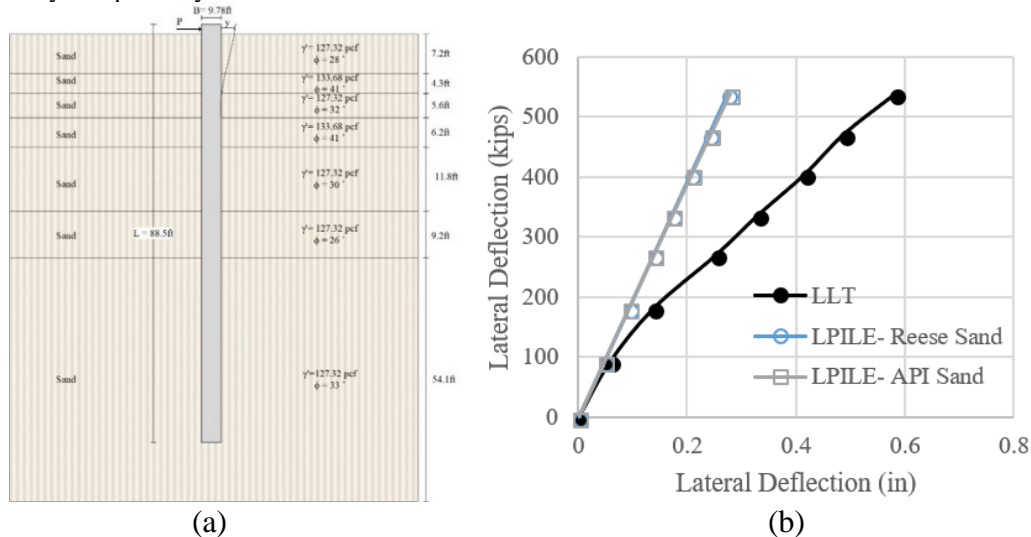 B= 9.78ft
P
y
Sand
γ'= 127.32 pcf
ϕ = 28 °
7.2ft
Sand
γ'= 133.68 pcf
ϕ = 41 °
4.3ft
Sand
γ'= 127.32 pcf
ϕ = 32 °
5.6ft
Sand
γ'= 133.68 pcf
ϕ = 41 °
6.2ft
Sand
γ'= 127.32 pcf
ϕ = 30 °
11.8ft
Sand
L = 88.5ft
γ'= 127.32 pcf
ϕ = 26 °
9.2ft
Sand
γ'=127.32 pcf
ϕ = 33 °
54.1ft
(a)
Lateral Deflection (kips)
600
500
400
300
200
100
0
LLT
LPILE- Reese Sand
LPILE- API Sand
0 0.2 0.4 0.6 0.8
Lateral Deflection (in)
(b)